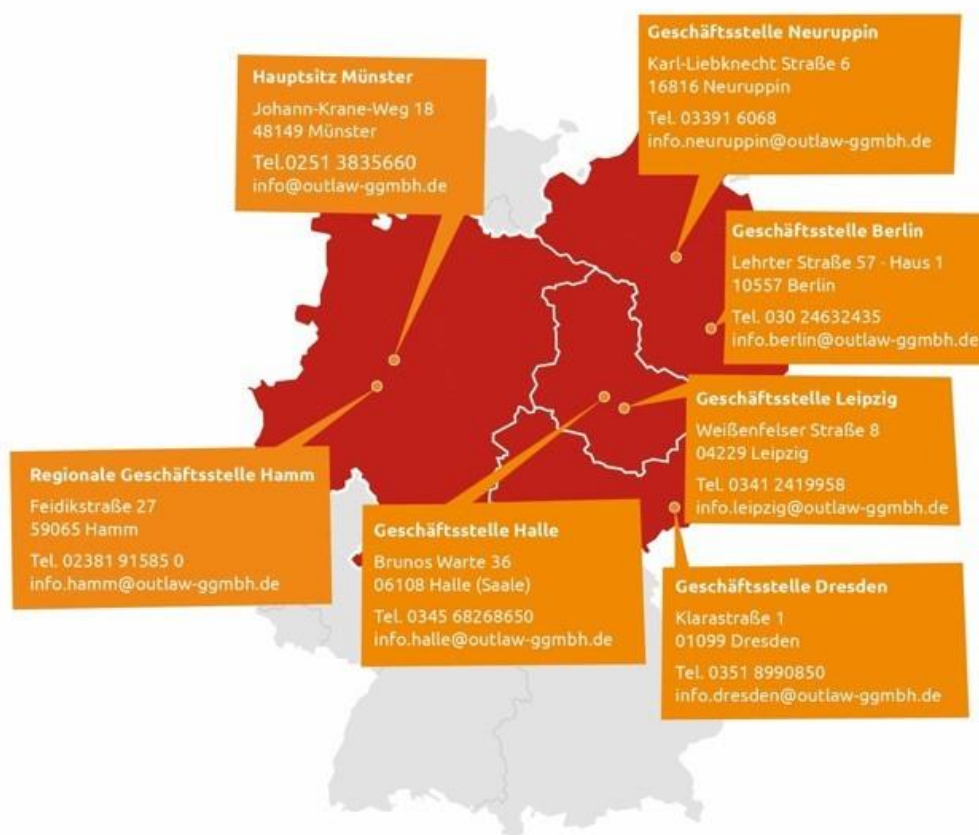 Hauptsitz Münster
Johann-Krane-Weg 18
48149 Münster
Tel.0251 3835660
info@outlaw-ggmbh.de
Geschäftsstelle Neuruppin
Karl-Liebknecht Straße 6
16816 Neuruppin
Tel. 03391 6068
info.neuruppin@outlaw-ggmbh.de
Geschäftsstelle Berlin
Lehrter Straße 57 - Haus 1
10557 Berlin
Tel. 030 24632435
info.berlin@outlaw-ggmbh.de
Geschäftsstelle Leipzig
Weißenfelser Straße 8
04229 Leipzig
Tel. 0341 2419958
info.leipzig@outlaw-ggmbh.de
Regionale Geschäftsstelle Hamm
Feidikstraße 27
59065 Hamm
Tel. 02381 91585 0
info.hamm@outlaw-ggmbh.de
Geschäftsstelle Halle
Brunos Warte 36
06108 Halle (Saale)
Tel. 0345 68268650
info.halle@outlaw-ggmbh.de
Geschäftsstelle Dresden
Klarastraße 1
01099 Dresden
Tel. 0351 8990850
info.dresden@outlaw-ggmbh.de